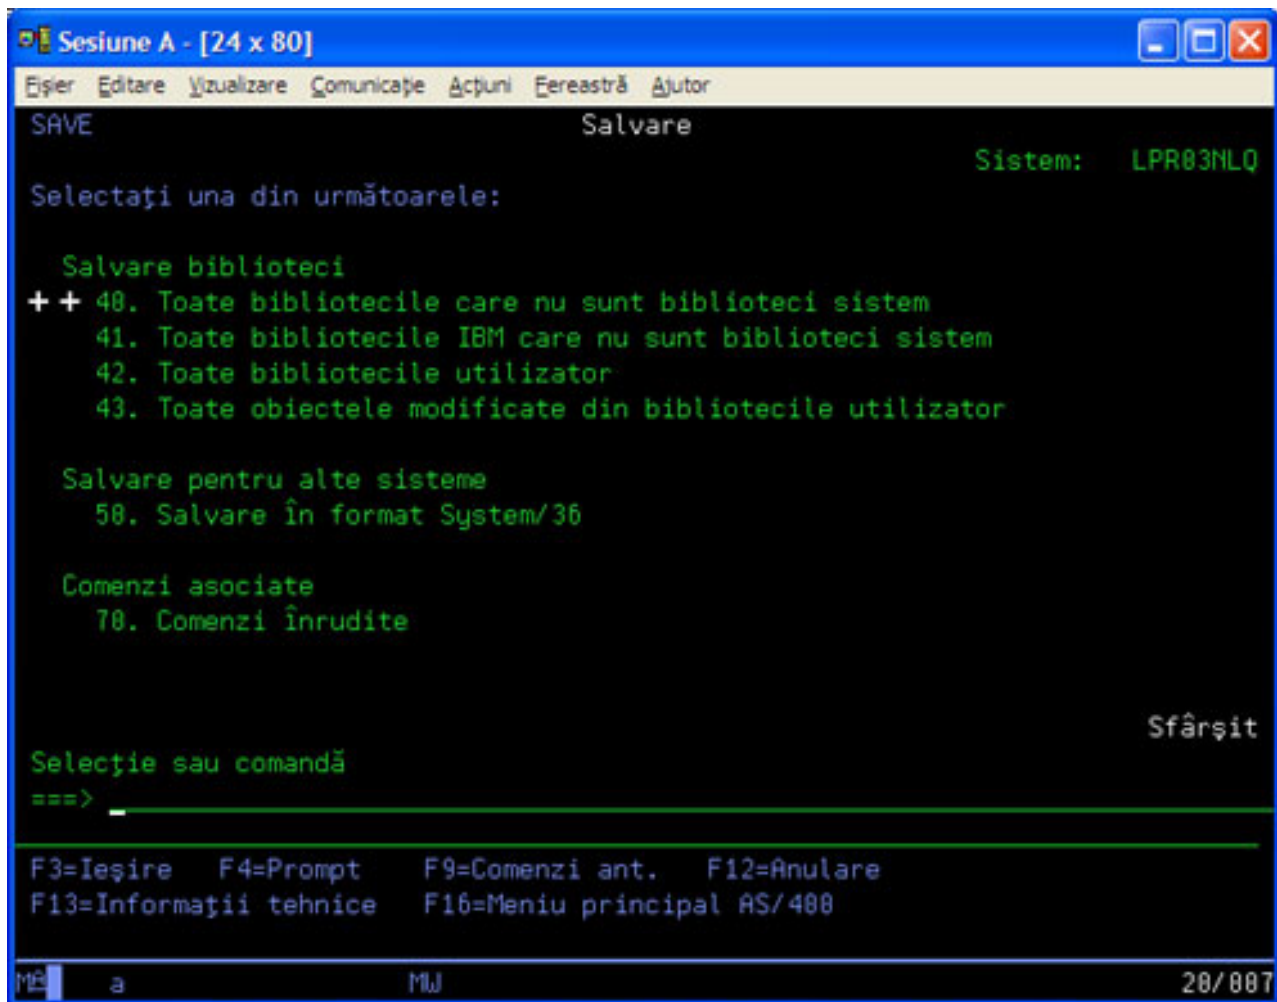 Sesiune A - [24 x 80]
Fişier Editare Vizualizare Comunicaţie Acţiuni Fereastră Ajutor
SAVE Salvare
Sistem: LPR03NLQ
Selectaţi una din următoarele:
Salvare biblioteci
++ 40. Toate bibliotecile care nu sunt biblioteci sistem
41. Toate bibliotecile IBM care nu sunt biblioteci sistem
42. Toate bibliotecile utilizator
43. Toate obiectele modificate din bibliotecile utilizator
Salvare pentru alte sisteme
50. Salvare în format System/36
Comenzi asociate
70. Comenzi înrudite
Sfârşit
Selecţie sau comandă
===>
F3=Ieşire F4=Prompt F9=Comenzi ant. F12=Anulare
F13=Informaţii tehnice F16=Meniu principal AS/400
a MW 20/007